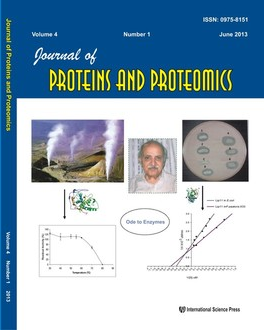 ISSN: 0975-8151
Volume 4 Number 1 June 2013
Journal of
PROTEINS AND PROTEOMICS
Ode to Enzymes
Temperature (°C)
International Science Press
Journal of Proteins and Proteomics
Volume 4
Number 1
2013